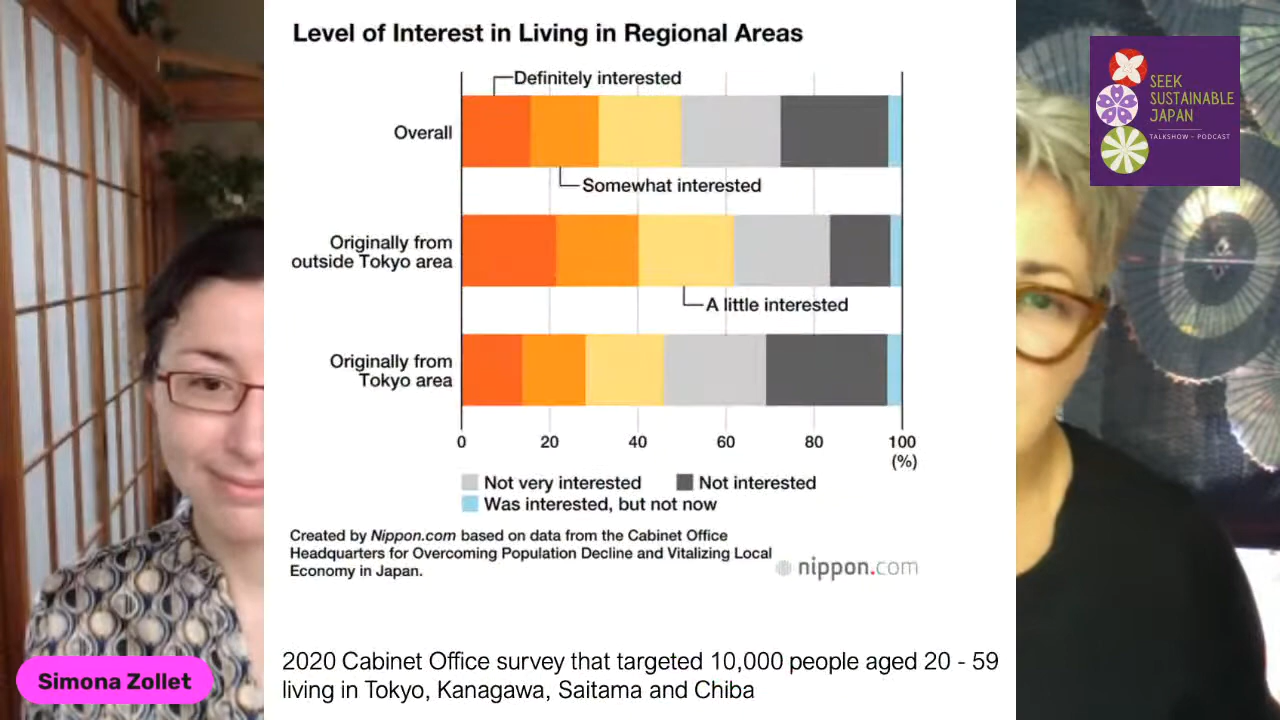 Level of Interest in Living in Regional Areas
Definitely interested
Overall
Somewhat interested
Originally from
outside Tokyo area
A little interested
Originally from
Tokyo area
0 20 40 60 80 100
(%)
Not very interested Not interested
Was interested, but not now
Created by Nippon.com based on data from the Cabinet Office
Headquarters for Overcoming Population Decline and Vitalizing Local
Economy in Japan.
nippon.com
2020 Cabinet Office survey that targeted 10,000 people aged 20 - 59
living in Tokyo, Kanagawa, Saitama and Chiba
Simona Zollet
SEEK
SUSTAINABLE
JAPAN
TALKSHOW - PODCAST